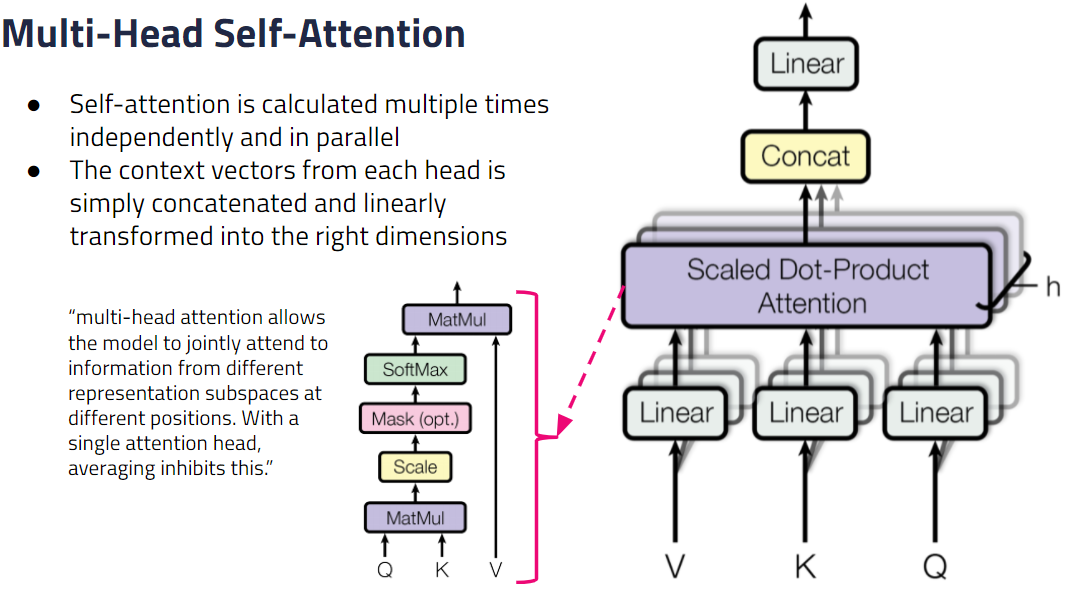 Multi-Head Self-Attention
● Self-attention is calculated multiple times
independently and in parallel
● The context vectors from each head is
simply concatenated and linearly
transformed into the right dimensions
“multi-head attention allows
the model to jointly attend to
information from different
representation subspaces at
different positions. With a
single attention head,
averaging inhibits this.”
MatMul
SoftMax
Mask (opt.)
Scale
MatMul
Q K V
Linear
Concat
Scaled Dot-Product
Attention
h
Linear Linear Linear
V K Q